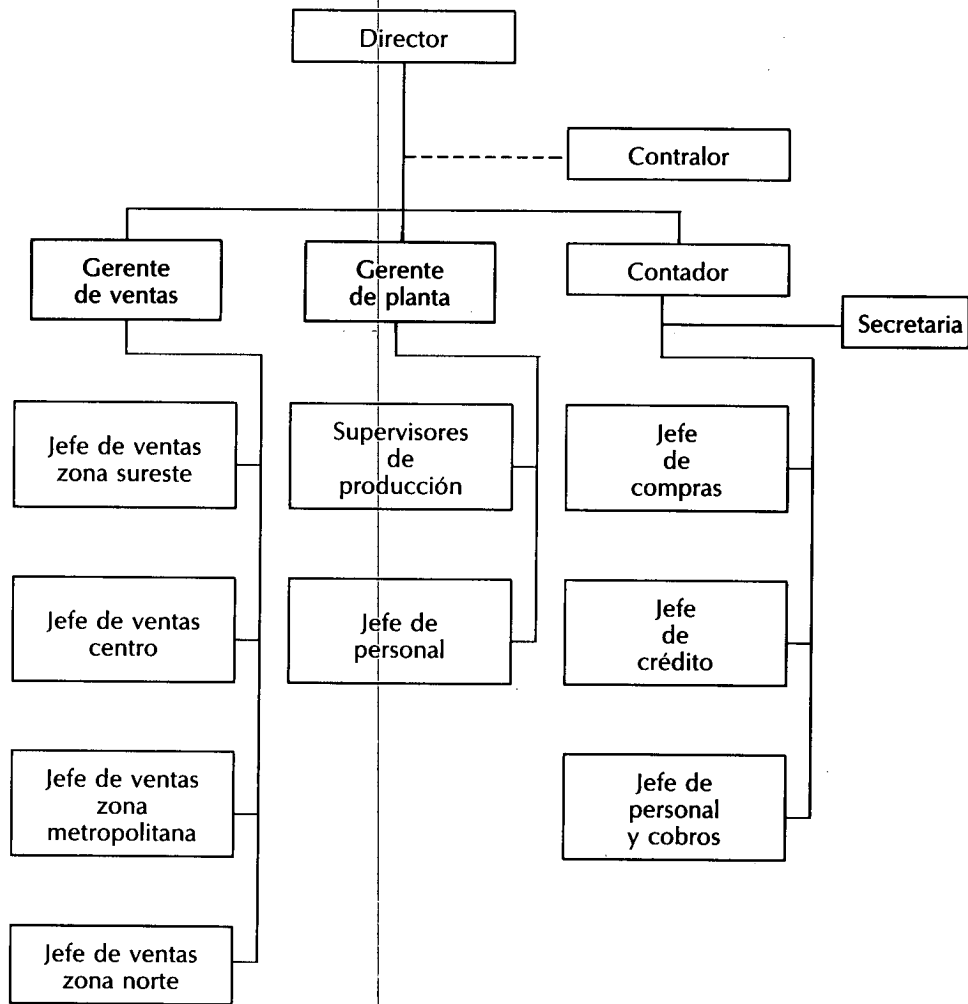 Director
Contralor
Gerente
de ventas
Gerente
de planta
Contador
Secretaria
Jefe de ventas
zona sureste
Supervisores
de
producción
Jefe
de
compras
Jefe de ventas
centro
Jefe de
personal
Jefe
de
crédito
Jefe de ventas
zona
metropolitana
Jefe de
personal
y cobros
Jefe de ventas
zona norte